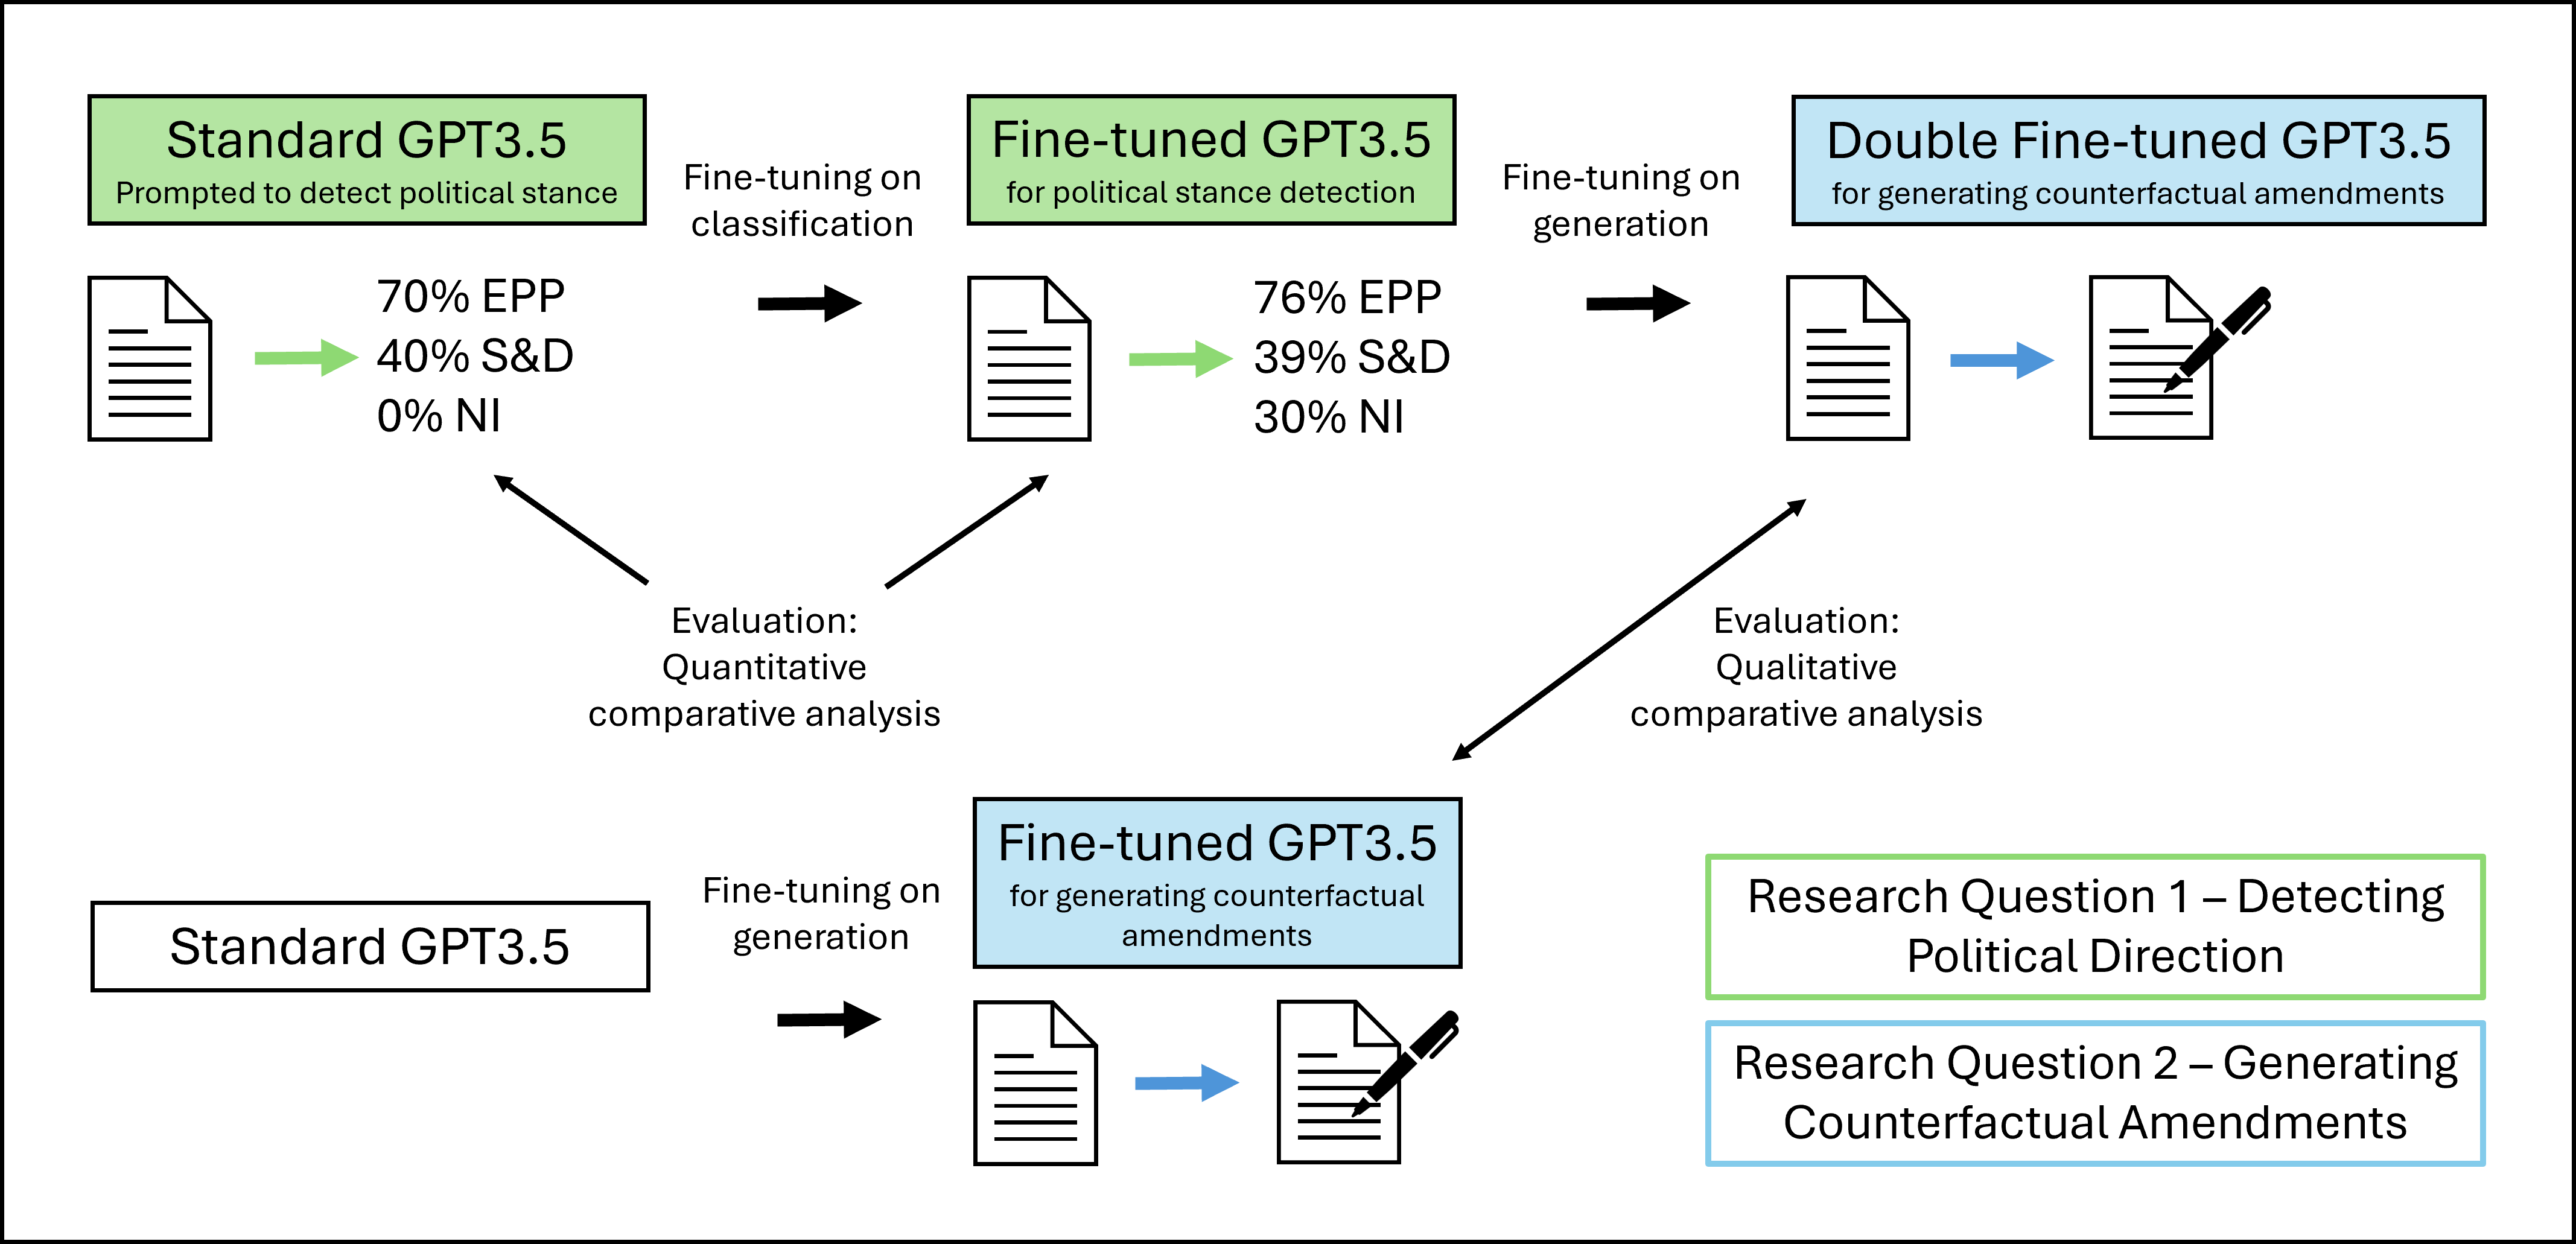 Standard GPT3.5
Prompted to detect political stance
70% EPP
40% S&D
0% NI
Fine-tuning on
classification
Fine-tuned GPT3.5
for political stance detection
76% EPP
39% S&D
30% NI
Fine-tuning on
generation
Double Fine-tuned GPT3.5
for generating counterfactual amendments
Evaluation:
Quantitative
comparative analysis
Evaluation:
Qualitative
comparative analysis
Standard GPT3.5
Fine-tuning on
generation
Fine-tuned GPT3.5
for generating counterfactual
amendments
Research Question 1 – Detecting
Political Direction
Research Question 2 – Generating
Counterfactual Amendments